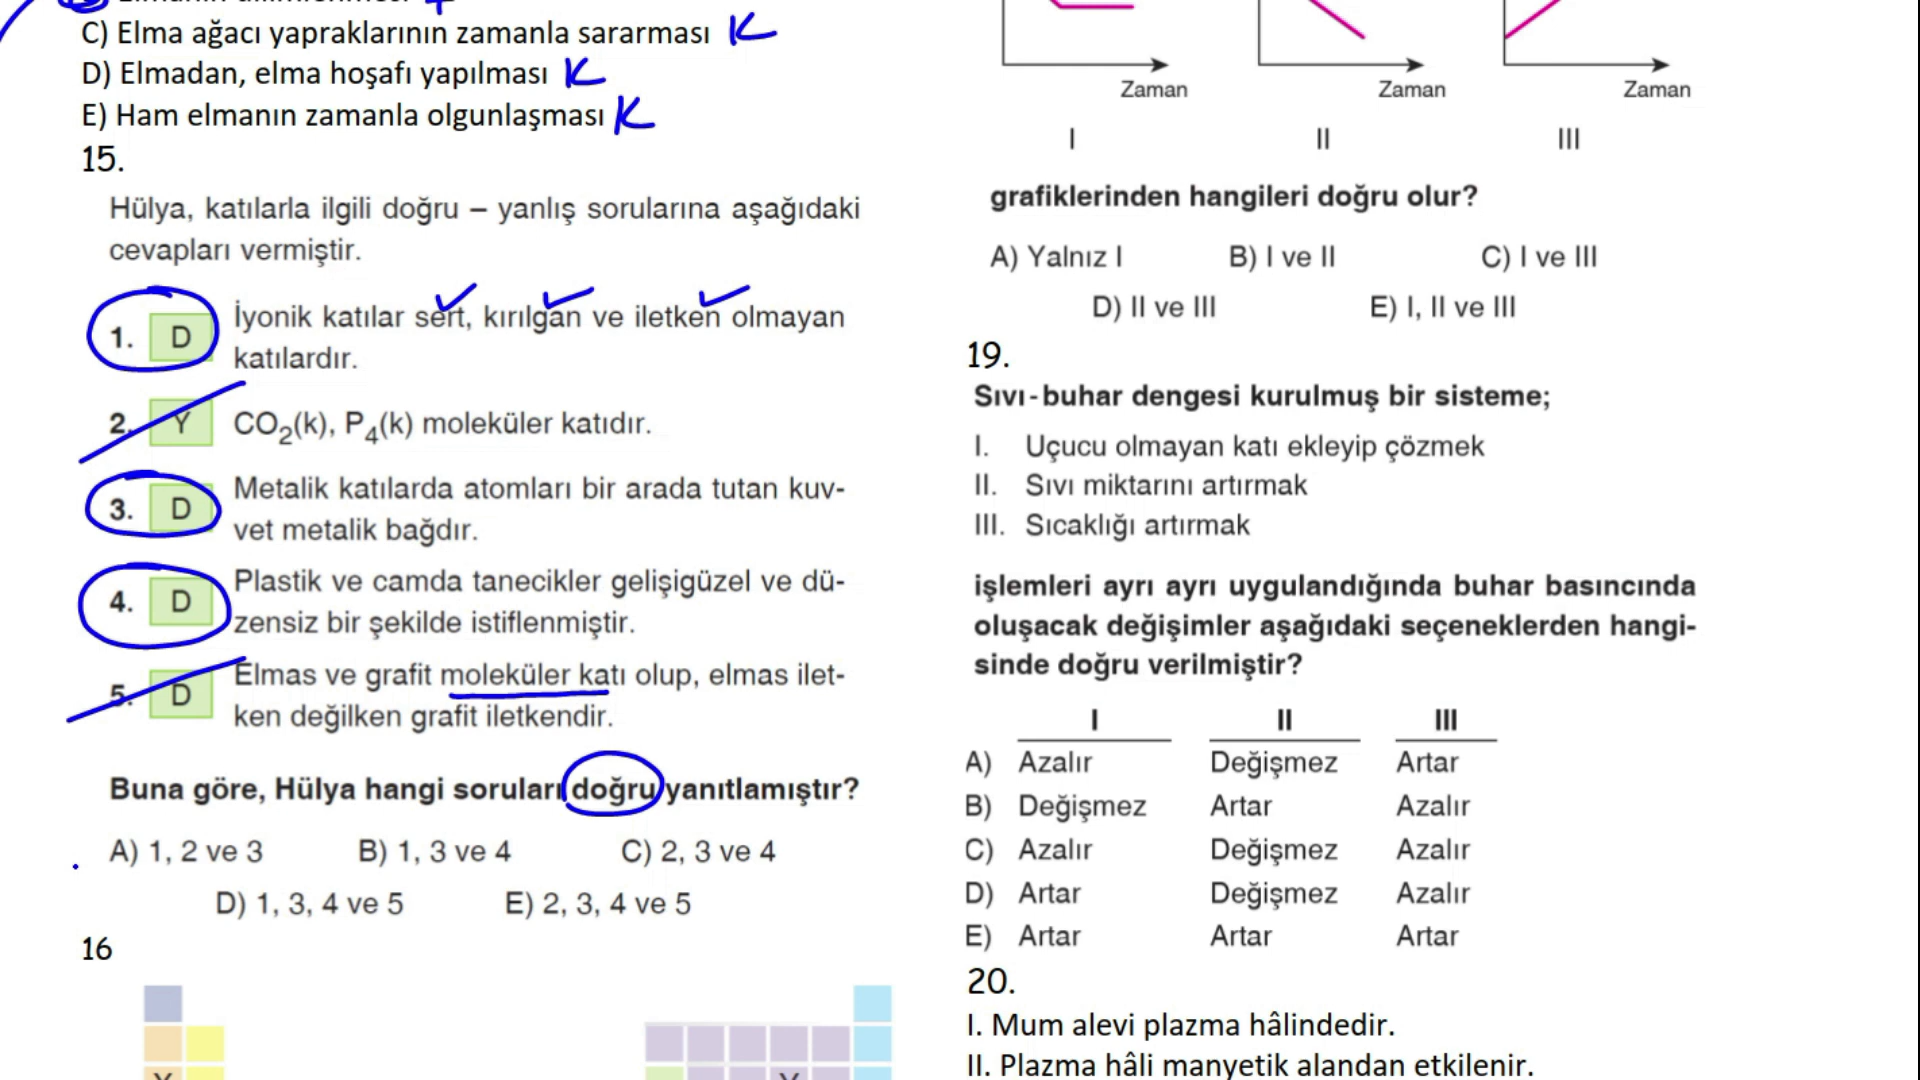 C) Elma ağacı yapraklarının zamanla sararması K
D) Elmadan, elma hoşafı yapılması K
E) Ham elmanın zamanla olgunlaşması K
15.
Hülya, katılarla ilgili doğru – yanlış sorularına aşağıdaki
cevapları vermiştir.
1. D İyonik katılar sert, kırılgan ve iletken olmayan
katılardır.
2. Y CO₂(k), P₄(k) moleküler katıdır.
3. D Metalik katılarda atomları bir arada tutan kuv-
vet metalik bağdır.
4. D Plastik ve camda tanecikler gelişigüzel ve dü-
zensiz bir şekilde istiflenmiştir.
5. D Elmas ve grafit moleküler katı olup, elmas ilet-
ken değilken grafit iletkendir.
Buna göre, Hülya hangi soruları doğru yanıtlamıştır?
A) 1, 2 ve 3 B) 1, 3 ve 4 C) 2, 3 ve 4
D) 1, 3, 4 ve 5 E) 2, 3, 4 ve 5
16
Zaman Zaman Zaman
I II III
grafiklerinden hangileri doğru olur?
A) Yalnız I B) I ve II C) I ve III
D) II ve III E) I, II ve III
19.
Sıvı - buhar dengesi kurulmuş bir sisteme;
I. Uçucu olmayan katı ekleyip çözmek
II. Sıvı miktarını artırmak
III. Sıcaklığı artırmak
işlemleri ayrı ayrı uygulandığında buhar basıncında
oluşacak değişimler aşağıdaki seçeneklerden hangi-
sinde doğru verilmiştir?
I II III
A) Azalır Değişmez Artar
B) Değişmez Artar Azalır
C) Azalır Değişmez Azalır
D) Artar Değişmez Azalır
E) Artar Artar Artar
20.
I. Mum alevi plazma hâlindedir.
II. Plazma hâli manyetik alandan etkilenir.